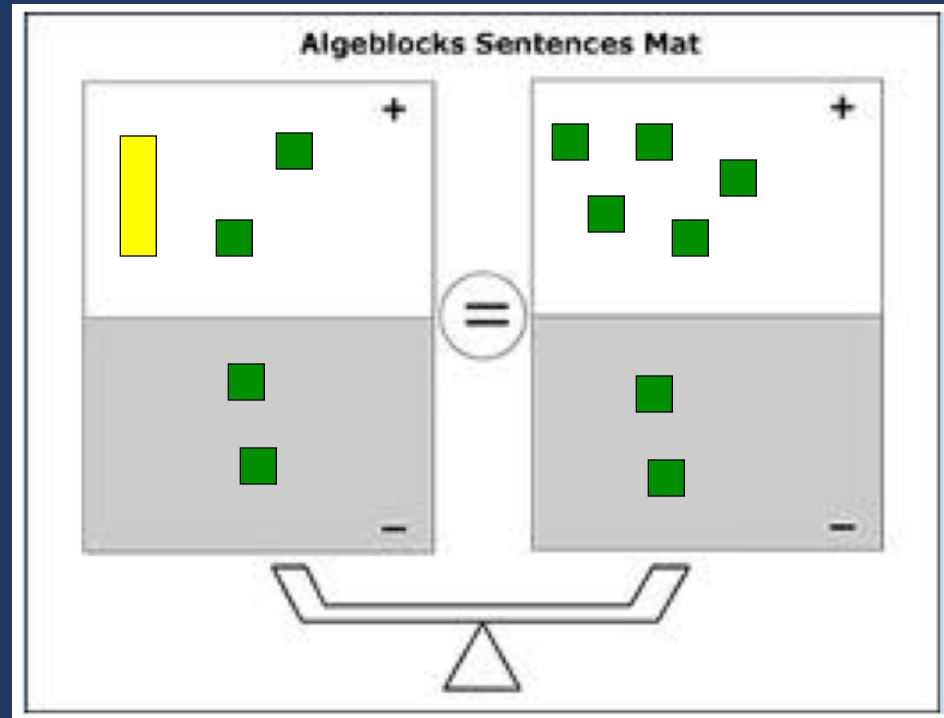 Algeblocks Sentences Mat
+ +
=
− −